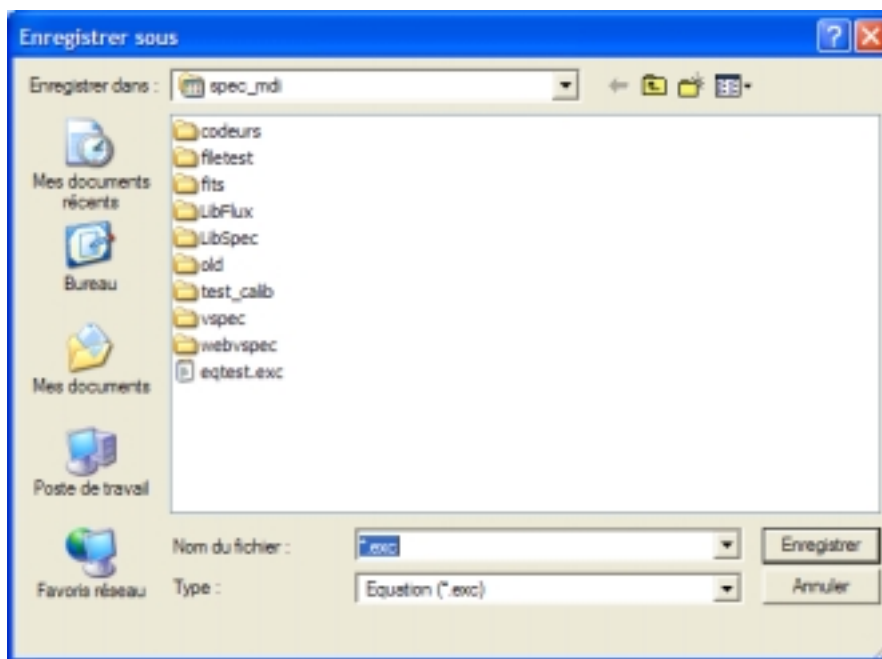 Enregistrer sous
Enregistrer dans : spec_mdi
codeurs
filetest
fits
LibFlux
LibSpec
old
test_calib
vspec
webvspec
eqtest.exc
Mes documents
récents
Bureau
Mes documents
Poste de travail
Favoris réseau
Nom du fichier : *.exc Enregistrer
Type : Equation (*.exc) Annuler